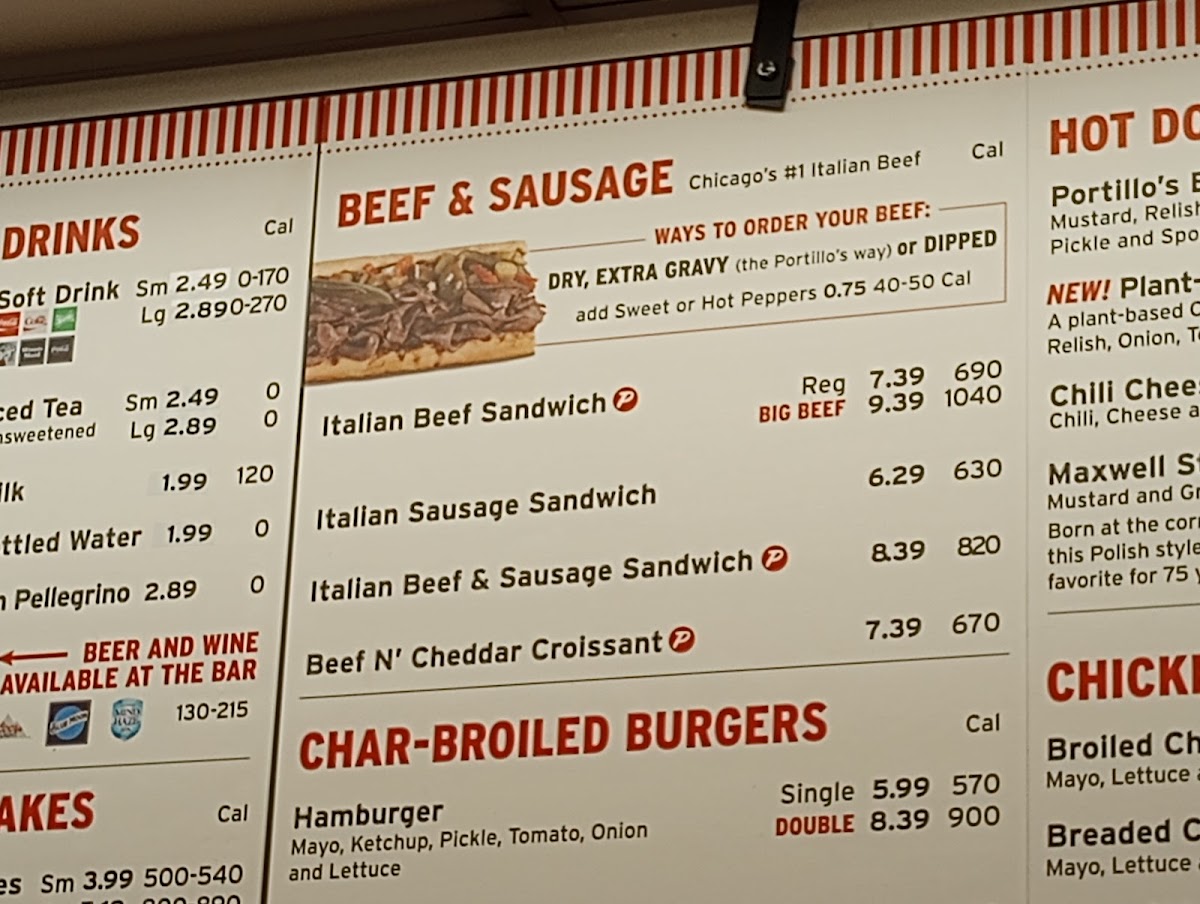 DRINKS Cal
Soft Drink Sm 2.49 0-170
Lg 2.89 0-270
ced Tea Sm 2.49 0
nsweetened Lg 2.89 0
ilk 1.99 120
ttled Water 1.99 0
n Pellegrino 2.89 0
BEER AND WINE
AVAILABLE AT THE BAR
BLUE MOON
130-215
AKES Cal
es Sm 3.99 500-540
BEEF & SAUSAGE Chicago's #1 Italian Beef Cal
WAYS TO ORDER YOUR BEEF:
DRY, EXTRA GRAVY (the Portillo's way) or DIPPED
add Sweet or Hot Peppers 0.75 40-50 Cal
Italian Beef Sandwich P Reg 7.39 690
BIG BEEF 9.39 1040
Italian Sausage Sandwich 6.29 630
Italian Beef & Sausage Sandwich P 8.39 820
Beef N' Cheddar Croissant P 7.39 670
CHAR-BROILED BURGERS Cal
Hamburger Single 5.99 570
Mayo, Ketchup, Pickle, Tomato, Onion DOUBLE 8.39 900
and Lettuce
HOT DO
Portillo's B
Mustard, Relish
Pickle and Spo
NEW! Plant-
A plant-based C
Relish, Onion, T
Chili Chee
Chili, Cheese a
Maxwell St
Mustard and Gr
Born at the corn
this Polish style
favorite for 75 y
CHICKE
Broiled Ch
Mayo, Lettuce a
Breaded C
Mayo, Lettuce a